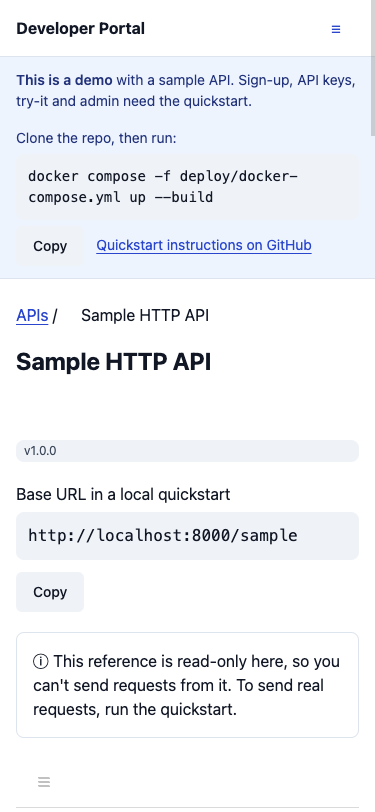 Developer Portal
This is a demo with a sample API. Sign-up, API keys,
try-it and admin need the quickstart.
Clone the repo, then run:
docker compose -f deploy/docker-
compose.yml up --build
Copy
Quickstart instructions on GitHub
APIs / Sample HTTP API
Sample HTTP API
v1.0.0
Base URL in a local quickstart
http://localhost:8000/sample
Copy
ⓘ This reference is read-only here, so you
can't send requests from it. To send real
requests, run the quickstart.